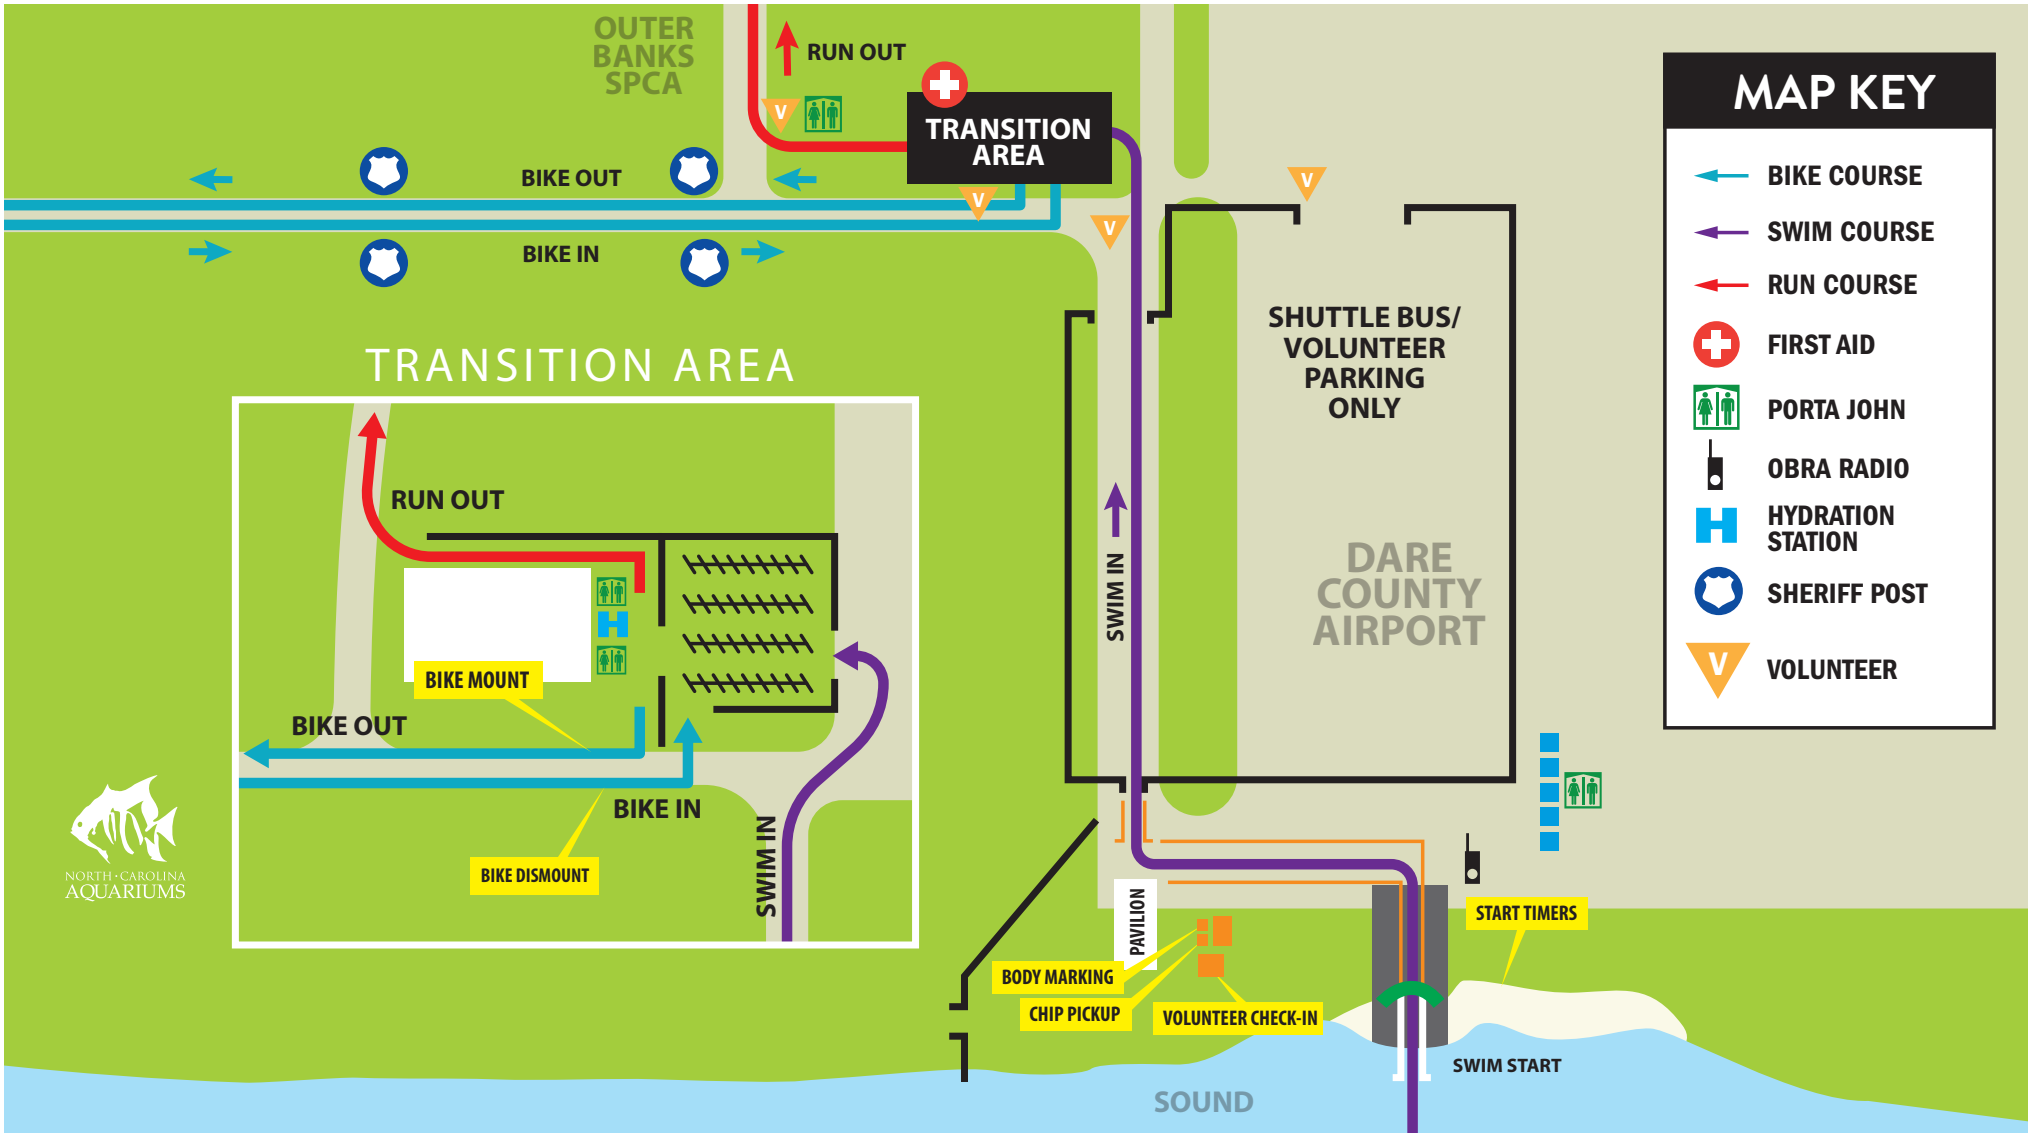 OUTER
BANKS
SPCA
RUN OUT
V
TRANSITION
AREA
BIKE OUT
V
V
V
BIKE IN
MAP KEY
BIKE COURSE
SWIM COURSE
RUN COURSE
FIRST AID
PORTA JOHN
OBRA RADIO
H
HYDRATION
STATION
SHERIFF POST
V
VOLUNTEER
SHUTTLE BUS/
VOLUNTEER
PARKING
ONLY
DARE
COUNTY
AIRPORT
SWIM IN
TRANSITION AREA
RUN OUT
H
BIKE MOUNT
BIKE OUT
BIKE IN
BIKE DISMOUNT
SWIM IN
NORTH • CAROLINA
AQUARIUMS
PAVILION
BODY MARKING
CHIP PICKUP
VOLUNTEER CHECK-IN
START TIMERS
SWIM START
SOUND